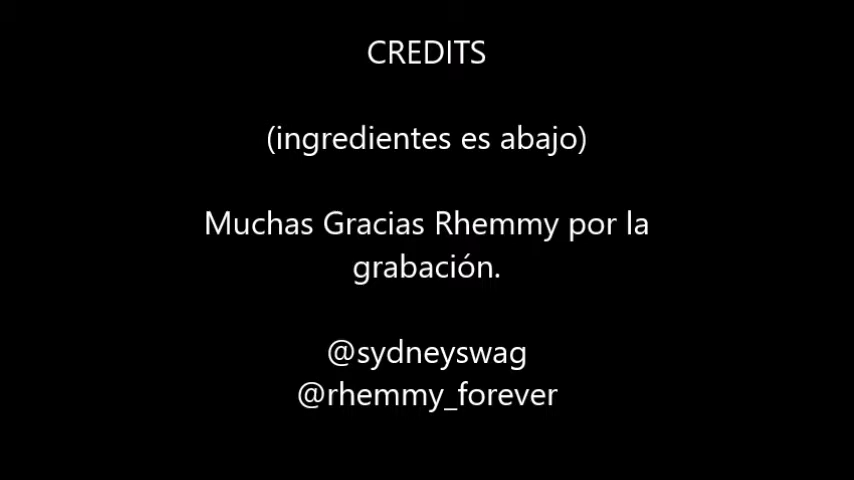 CREDITS
(ingredientes es abajo)
Muchas Gracias Rhemmy por la
grabación.
@sydneyswag
@rhemmy_forever